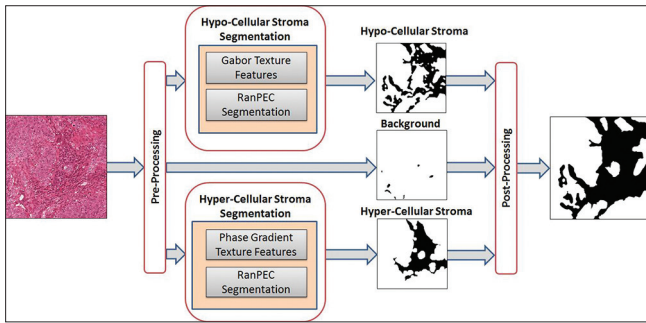 Hypo-Cellular Stroma
Segmentation
Gabor Texture
Features
RanPEC
Segmentation
Hypo-Cellular Stroma
Pre-Processing
Background
Post-Processing
Hyper-Cellular Stroma
Segmentation
Phase Gradient
Texture Features
RanPEC
Segmentation
Hyper-Cellular Stroma